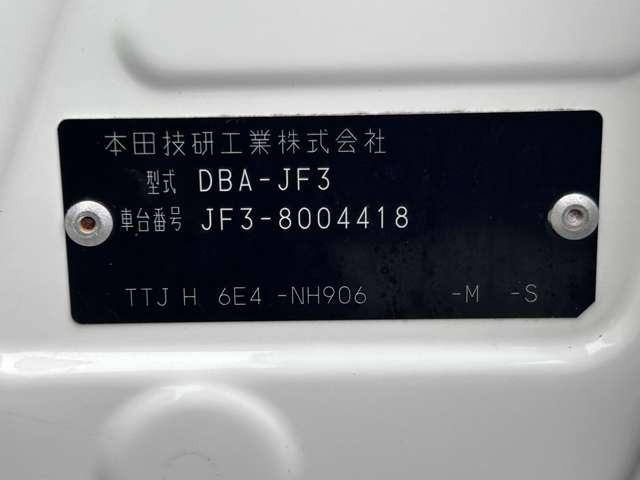 本田技研工業株式会社
型式 DBA-JF3
車台番号 JF3-8004418
TTJ H 6E4 -NH906 -M -S